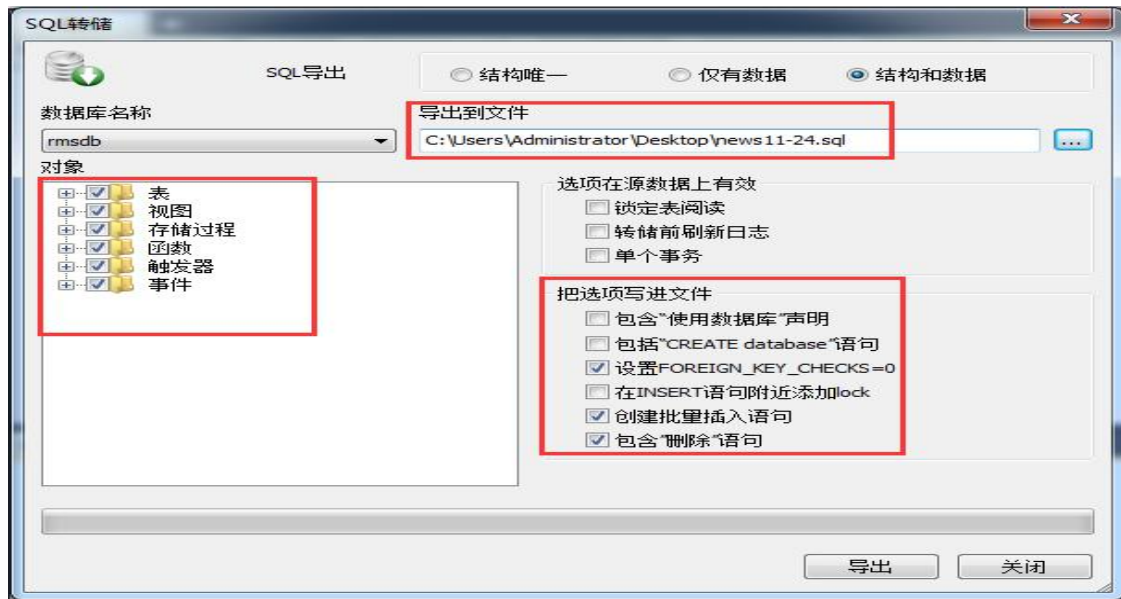 SQL转储
SQL导出
结构唯一
仅有数据
结构和数据
数据库名称
导出到文件
rmsdb
C:\Users\Administrator\Desktop\news11-24.sql
...
对象
表
视图
存储过程
函数
触发器
事件
选项在源数据上有效
锁定表阅读
转储前刷新日志
单个事务
把选项写进文件
包含“使用数据库”声明
包括“CREATE database”语句
设置FOREIGN_KEY_CHECKS=0
在INSERT语句附近添加lock
创建批量插入语句
包含“删除”语句
导出
关闭